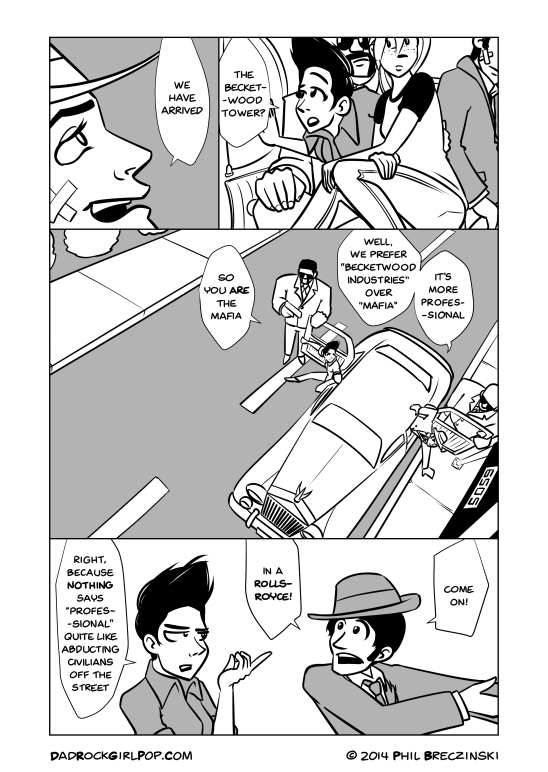 WE
HAVE
ARRIVED
THE
BECKET-
-WOOD
TOWER?
SO
YOU ARE
THE
MAFIA
WELL,
WE PREFER
"BECKETWOOD
INDUSTRIES"
OVER
"MAFIA"
IT'S
MORE
PROFES-
-SIONAL
5059
RIGHT,
BECAUSE
NOTHING
SAYS
"PROFES-
-SIONAL"
QUITE LIKE
ABDUCTING
CIVILIANS
OFF THE
STREET
IN A
ROLLS-
ROYCE!
COME
ON!
DADROCKGIRLPOP.COM
© 2014 PHIL BRECZINSKI